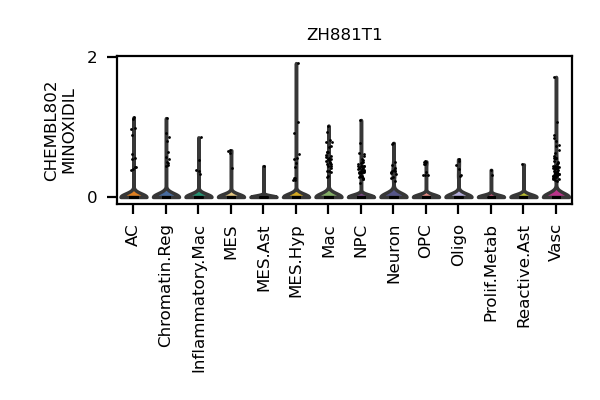 ZH881T1
CHEMBL802
MINOXIDIL
2
0
AC
Chromatin.Reg
Inflammatory.Mac
MES
MES.Ast
MES.Hyp
Mac
NPC
Neuron
OPC
Oligo
Prolif.Metab
Reactive.Ast
Vasc